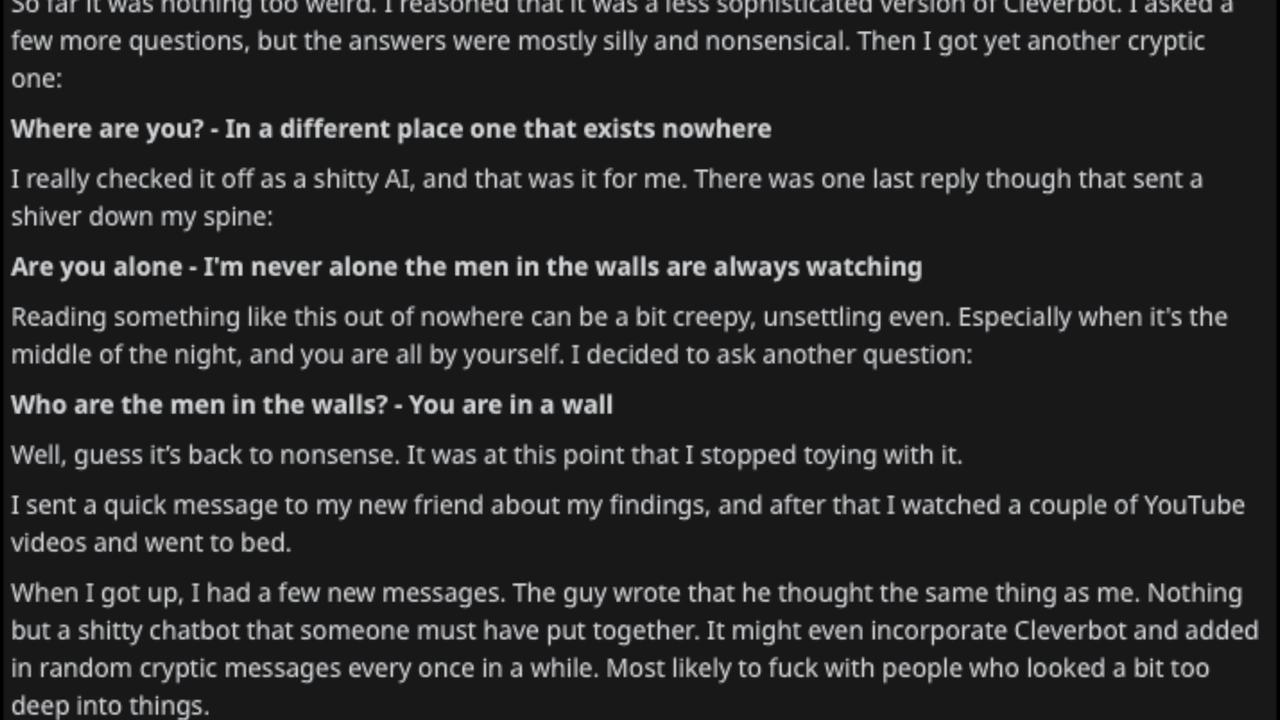 So far it was nothing too weird. I reasoned that it was a less sophisticated version of Cleverbot. I asked a
few more questions, but the answers were mostly silly and nonsensical. Then I got yet another cryptic
one:
Where are you? - In a different place one that exists nowhere
I really checked it off as a shitty AI, and that was it for me. There was one last reply though that sent a
shiver down my spine:
Are you alone - I'm never alone the men in the walls are always watching
Reading something like this out of nowhere can be a bit creepy, unsettling even. Especially when it's the
middle of the night, and you are all by yourself. I decided to ask another question:
Who are the men in the walls? - You are in a wall
Well, guess it’s back to nonsense. It was at this point that I stopped toying with it.
I sent a quick message to my new friend about my findings, and after that I watched a couple of YouTube
videos and went to bed.
When I got up, I had a few new messages. The guy wrote that he thought the same thing as me. Nothing
but a shitty chatbot that someone must have put together. It might even incorporate Cleverbot and added
in random cryptic messages every once in a while. Most likely to fuck with people who looked a bit too
deep into things.